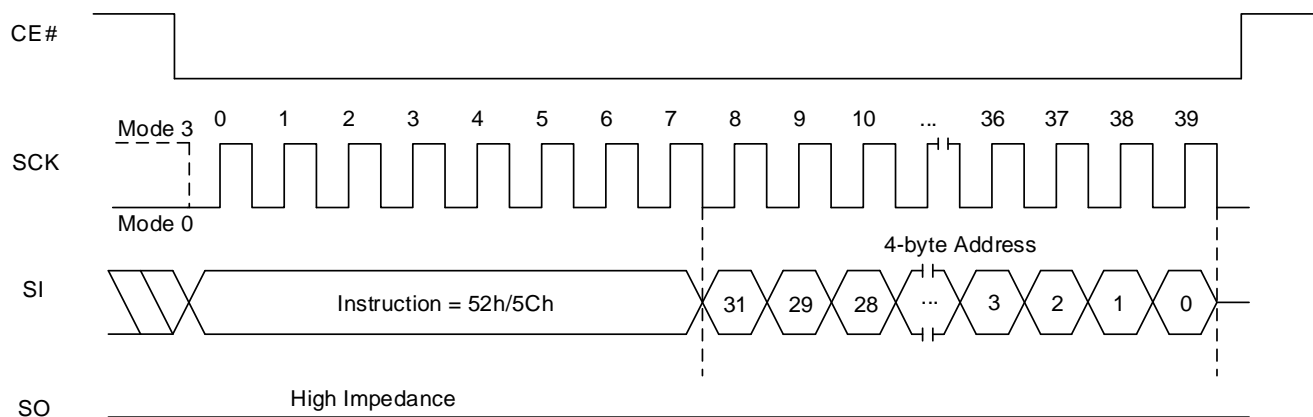 CE#
0 1 2 3 4 5 6 7 8 9 10 ... 36 37 38 39
Mode 3
SCK
Mode 0
4-byte Address
SI
Instruction = 52h/5Ch
31 29 28 ... 3 2 1 0
High Impedance
SO